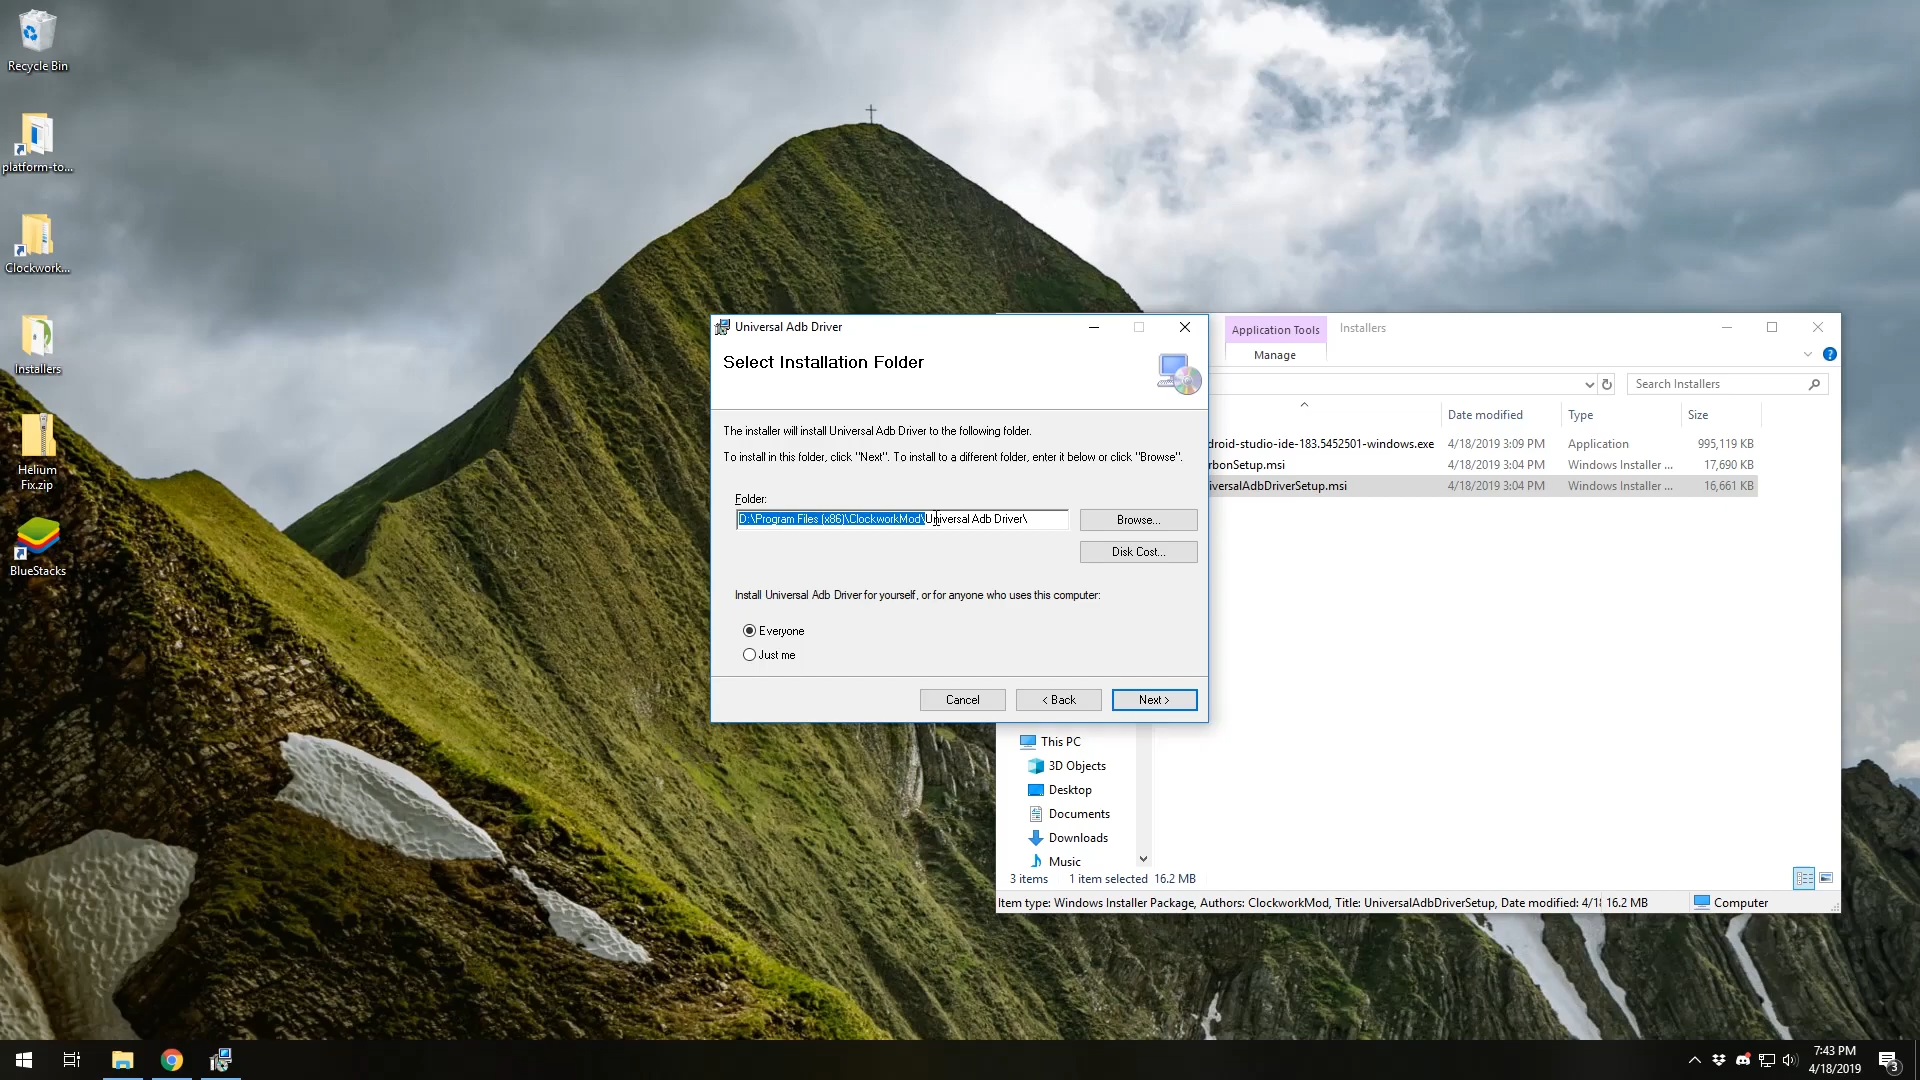 Recycle Bin
platform-to...
Clockwork...
Installers
Helium
Fix.zip
BlueStacks
Universal Adb Driver
Select Installation Folder
The installer will install Universal Adb Driver to the following folder.
To install in this folder, click "Next". To install to a different folder, enter it below or click "Browse".
Folder:
D:\Program Files (x86)\ClockworkMod\Universal Adb Driver\
Browse...
Disk Cost...
Install Universal Adb Driver for yourself, or for anyone who uses this computer:
Everyone
Just me
Cancel
< Back
Next >
Application Tools
Installers
Manage
Search Installers
Date modified
Type
Size
droid-studio-ide-183.5452501-windows.exe 4/18/2019 3:09 PM Application 995,119 KB
rbonSetup.msi 4/18/2019 3:04 PM Windows Installer ... 17,690 KB
iversalAdbDriverSetup.msi 4/18/2019 3:04 PM Windows Installer ... 16,661 KB
This PC
3D Objects
Desktop
Documents
Downloads
Music
3 items 1 item selected 16.2 MB
Item type: Windows Installer Package, Authors: ClockworkMod, Title: UniversalAdbDriverSetup, Date modified: 4/18 16.2 MB Computer
7:43 PM
4/18/2019
3